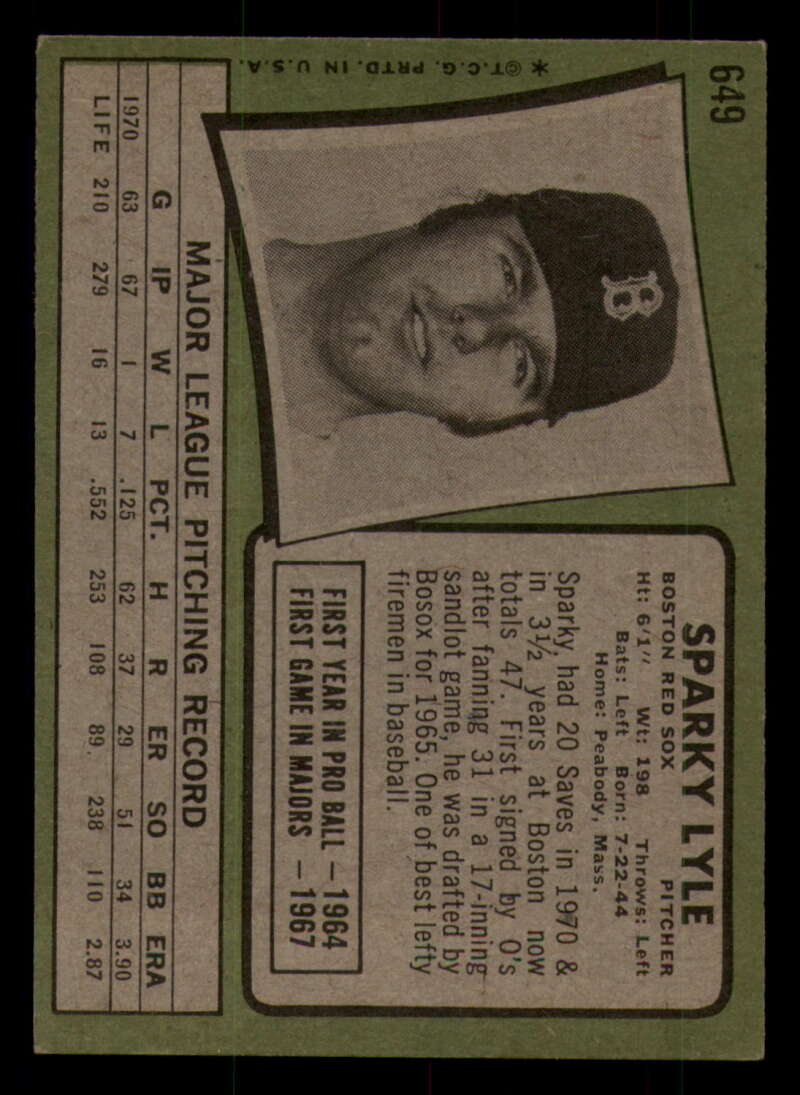 649
* ©T.C.G. PRTD. IN U.S.A.
B
SPARKY LYLE
BOSTON RED SOX PITCHER
Ht: 6'1" Wt: 198 Throws: Left
Bats: Left Born: 7-22-44
Home: Peabody, Mass.
Sparky had 20 Saves in 1970 &
in 3½ years at Boston now
totals 47. First signed by O's
after fanning 31 in a 17-inning
sandlot game, he was drafted by
Bosox for 1965. One of best lefty
firemen in baseball.
FIRST YEAR IN PRO BALL — 1964
FIRST GAME IN MAJORS — 1967
MAJOR LEAGUE PITCHING RECORD
G IP W L PCT. H R ER SO BB ERA
1970 63 67 1 7 .125 62 37 29 51 34 3.90
LIFE 210 279 16 13 .552 253 108 89 238 110 2.87